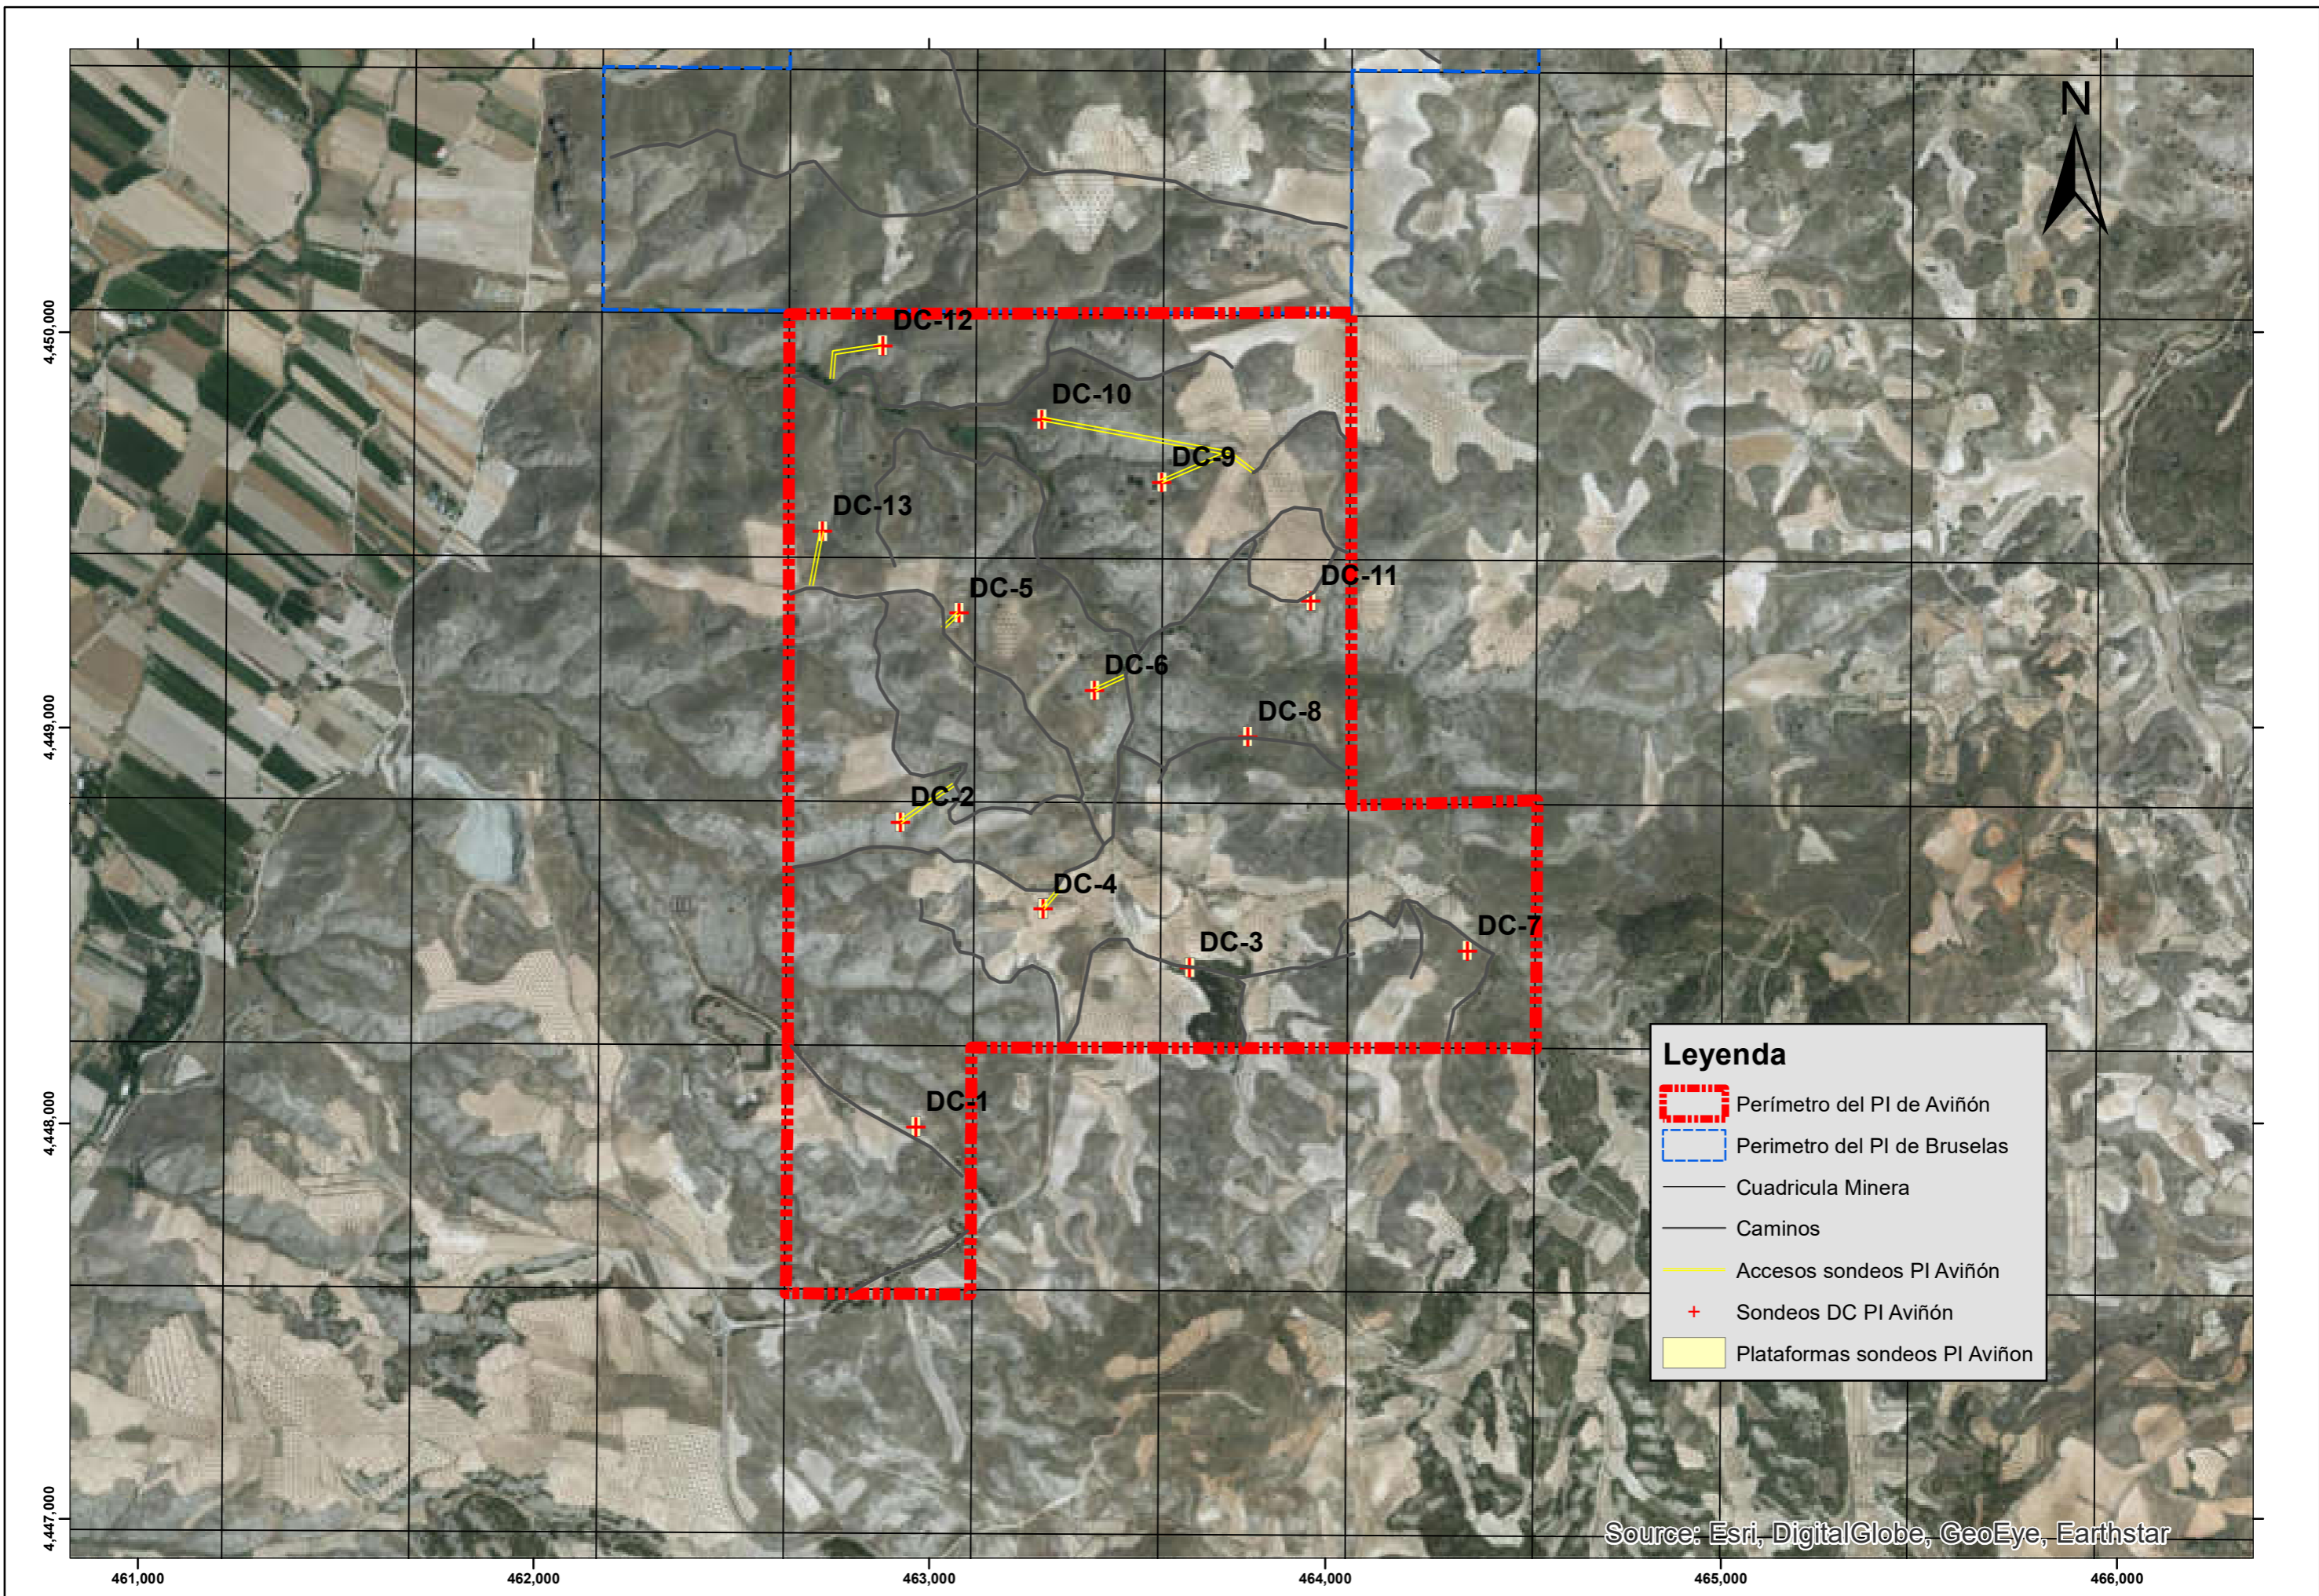 N
DC-12
4,450,000
DC-10
DC-9
DC-13
DC-11
DC-5
DC-6
DC-8
4,449,000
DC-2
DC-4
DC-7
DC-3
DC-1
4,448,000
Leyenda
Perímetro del PI de Aviñón
Perimetro del PI de Bruselas
Cuadricula Minera
Caminos
Accesos sondeos PI Aviñón
Sondeos DC PI Aviñón
Plataformas sondeos PI Aviñon
4,447,000
Source: Esri, DigitalGlobe, GeoEye, Earthstar
461,000 462,000 463,000 464,000 465,000 466,000